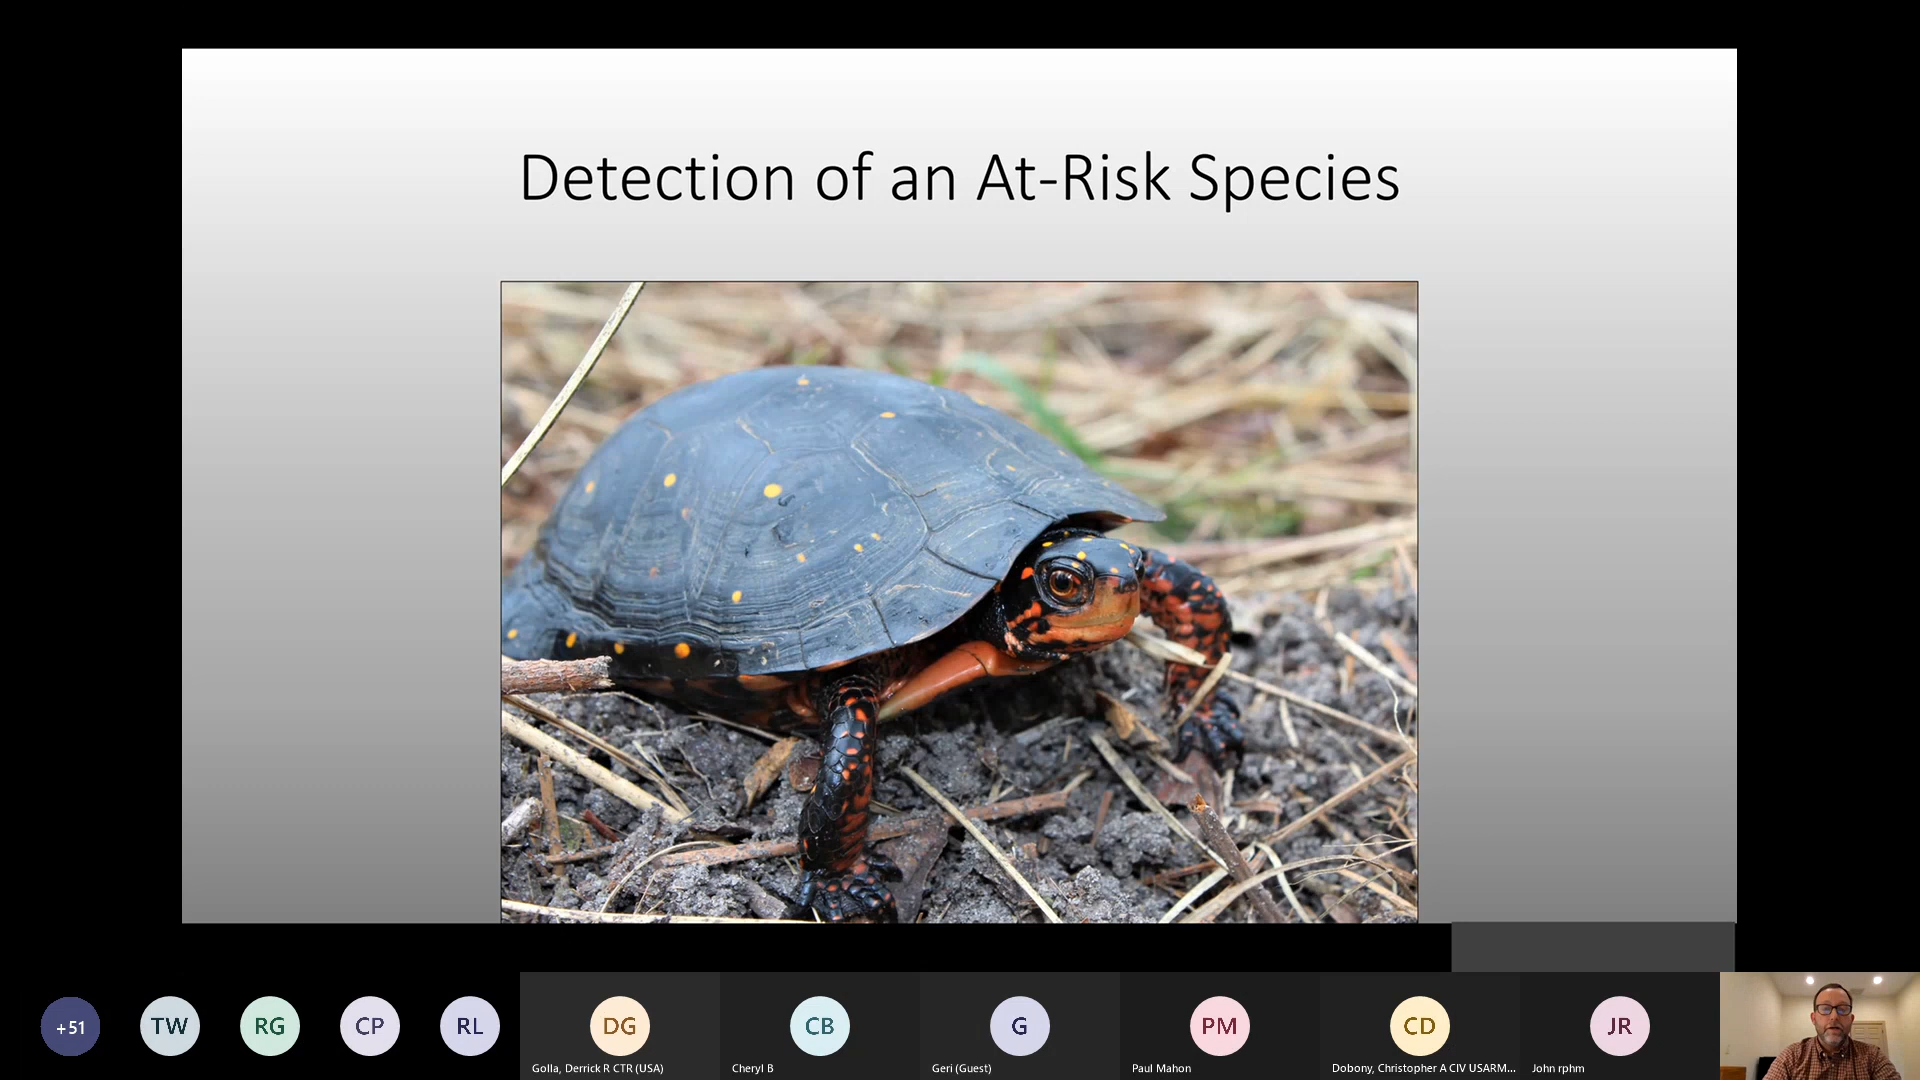 Detection of an At-Risk Species
+51
TW
RG
CP
RL
DG
CB
G
PM
CD
JR
Golla, Derrick R CTR (USA)
Cheryl B
Geri (Guest)
Paul Mahon
Dobony, Christopher A CIV USARM...
John rphm